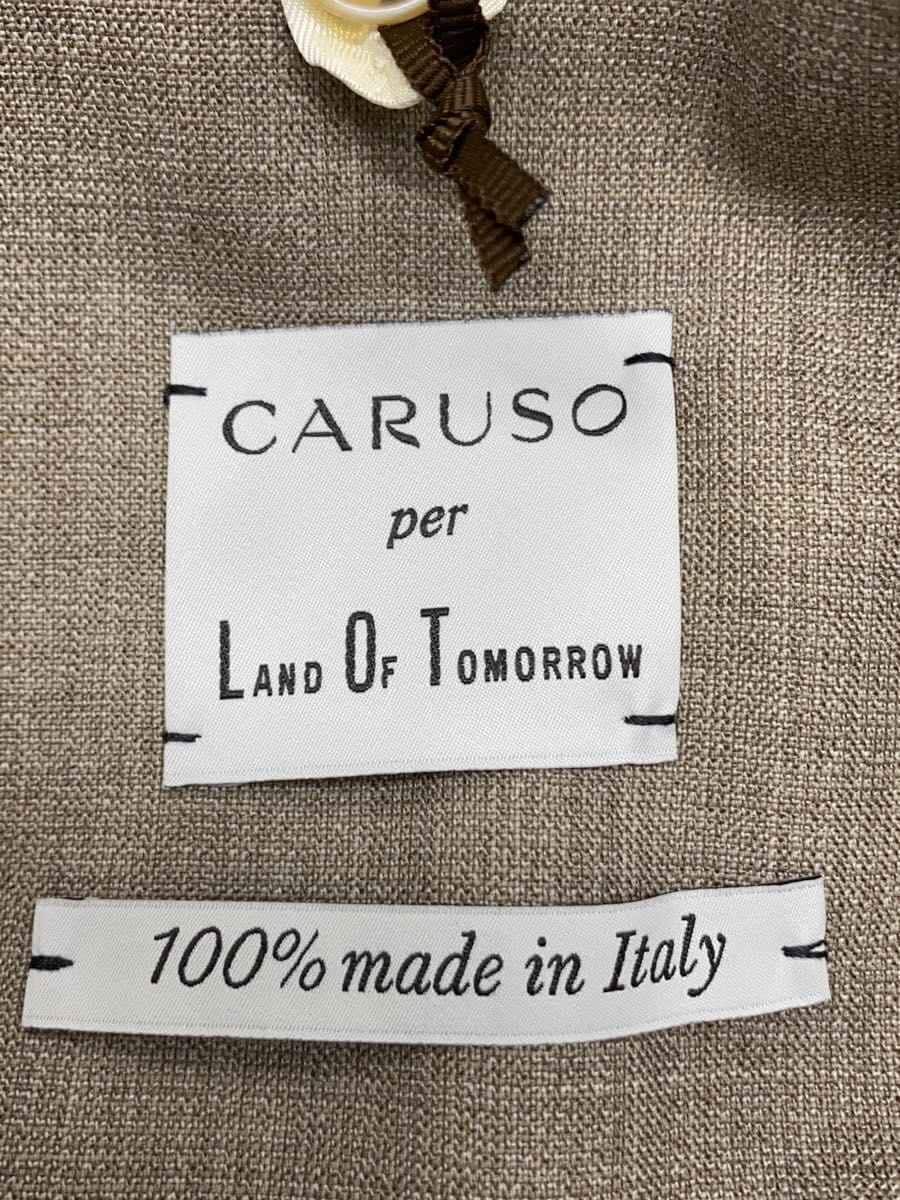 CARUSO
per
LAND OF TOMORROW
100% made in Italy